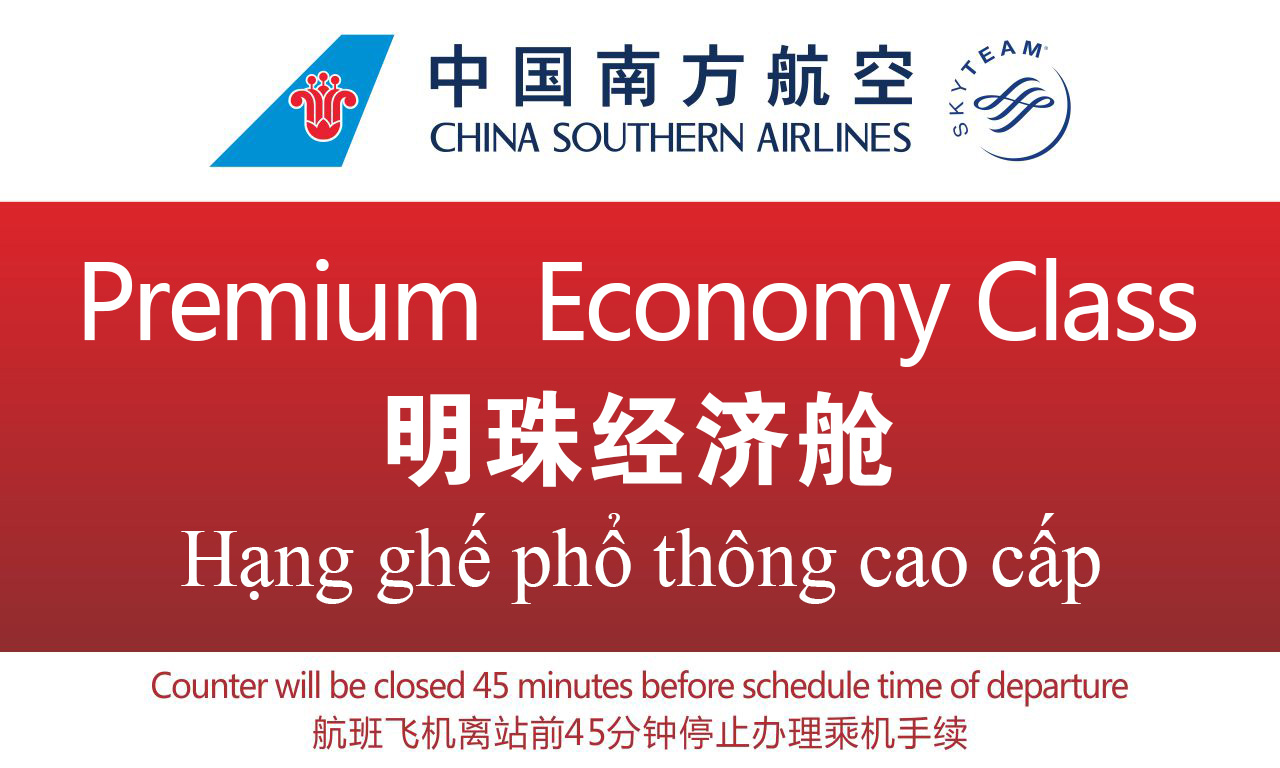 中国南方航空
CHINA SOUTHERN AIRLINES
SKYTEAM
Premium Economy Class
明珠经济舱
Hạng ghế phổ thông cao cấp
Counter will be closed 45 minutes before schedule time of departure
航班飞机离站前45分钟停止办理乘机手续